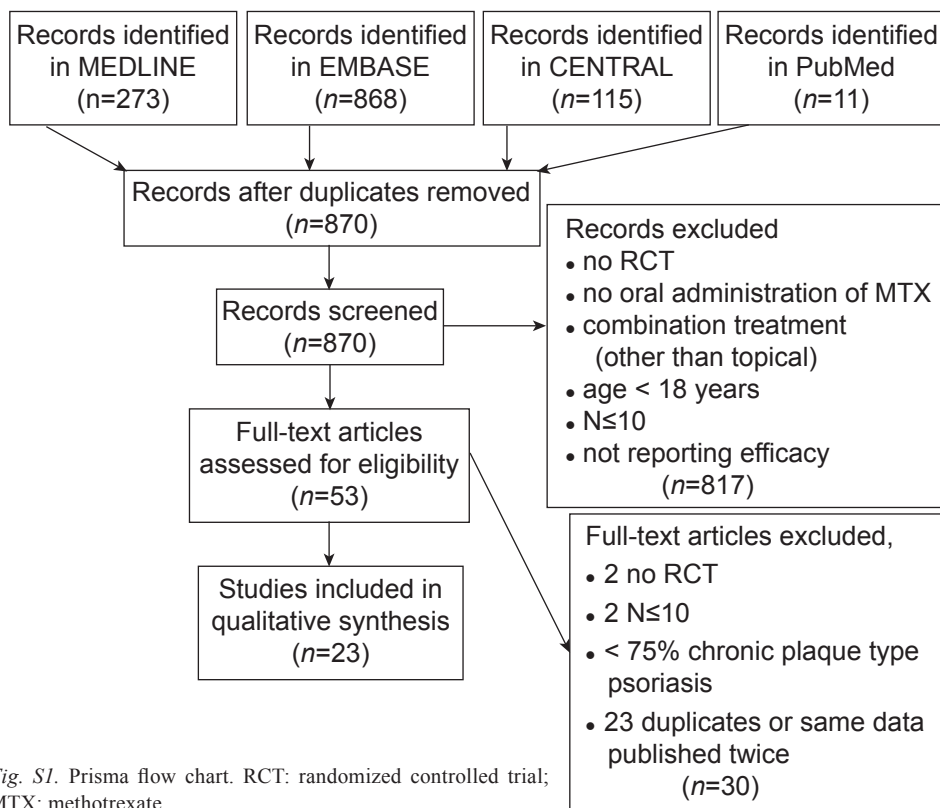 Records identified
in MEDLINE
(n=273)
Records identified
in EMBASE
(n=868)
Records identified
in CENTRAL
(n=115)
Records identified
in PubMed
(n=11)
Records after duplicates removed
(n=870)
Records screened
(n=870)
Records excluded
• no RCT
• no oral administration of MTX
• combination treatment
(other than topical)
• age < 18 years
• N≤10
• not reporting efficacy
(n=817)
Full-text articles
assessed for eligibility
(n=53)
Full-text articles excluded,
• 2 no RCT
• 2 N≤10
• < 75% chronic plaque type
psoriasis
• 23 duplicates or same data
published twice
(n=30)
Studies included in
qualitative synthesis
(n=23)
Fig. S1. Prisma flow chart. RCT: randomized controlled trial;
MTX: methotrexate